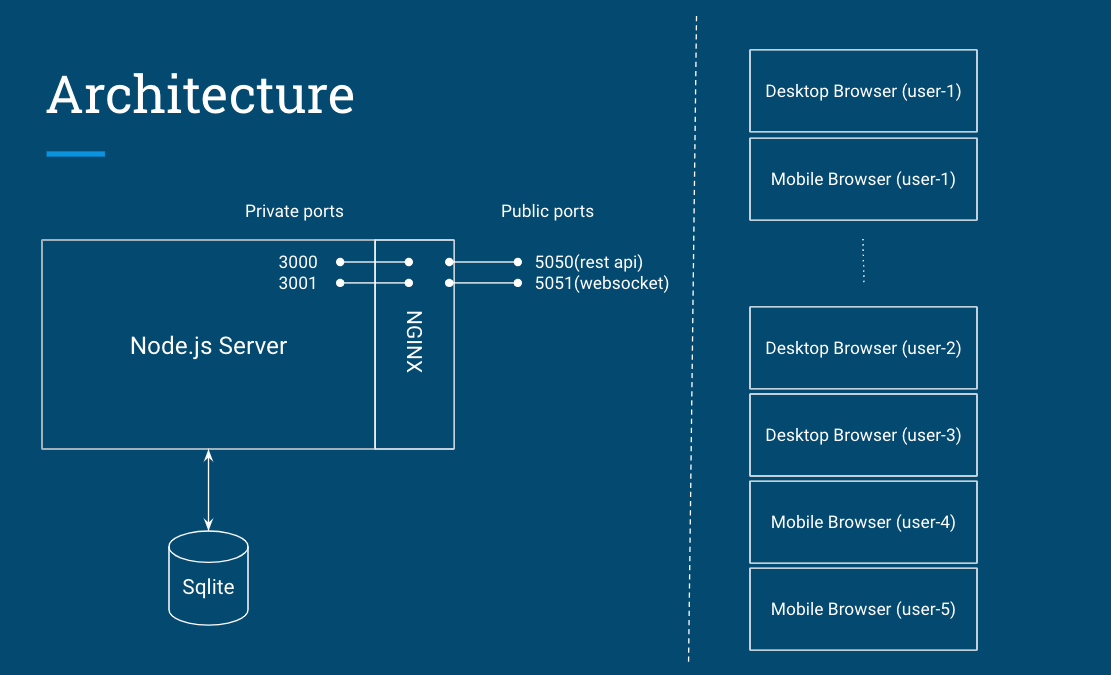 Architecture
Private ports
Public ports
3000
5050(rest api)
3001
5051(websocket)
NGINX
Node.js Server
Sqlite
Desktop Browser (user-1)
Mobile Browser (user-1)
Desktop Browser (user-2)
Desktop Browser (user-3)
Mobile Browser (user-4)
Mobile Browser (user-5)